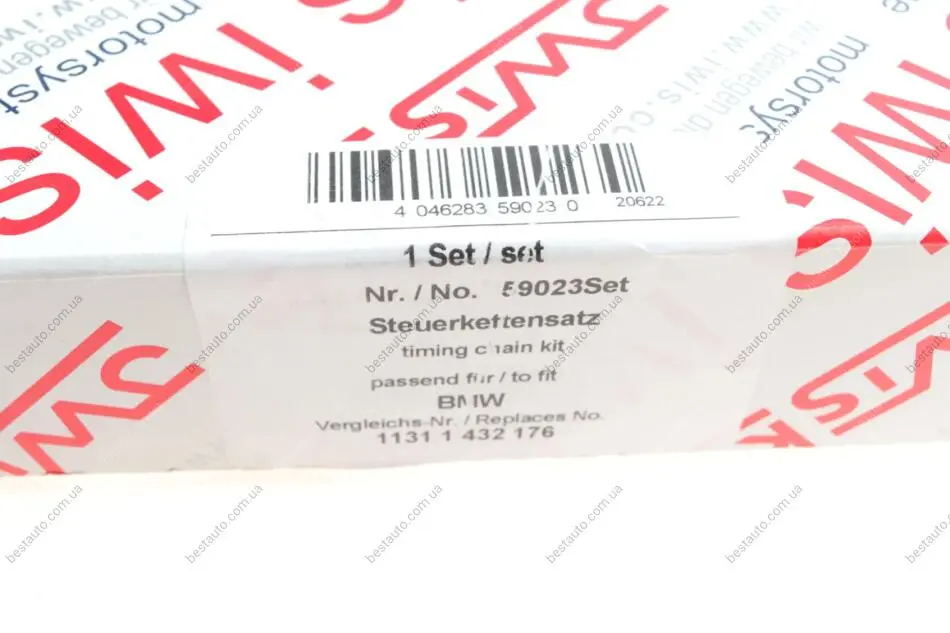 iwis
motorsyst
wir bewegen
www.iwis.c
motorsyst
4 046283 59023 0
20622
1 Set / set
Nr. / No. 59023Set
Steuerkettensatz
timing chain kit
passend für / to fit
BMW
Vergleichs-Nr. / Replaces No.
1131 1 432 176
bestauto.com.ua